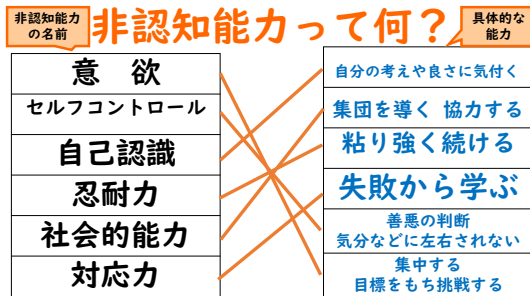 非認知能力
の名前
非認知能力って何？
具体的な
能力
意　欲
セルフコントロール
自己認識
忍耐力
社会的能力
対応力
自分の考えや良さに気付く
集団を導く 協力する
粘り強く続ける
失敗から学ぶ
善悪の判断
気分などに左右されない
集中する
目標をもち挑戦する